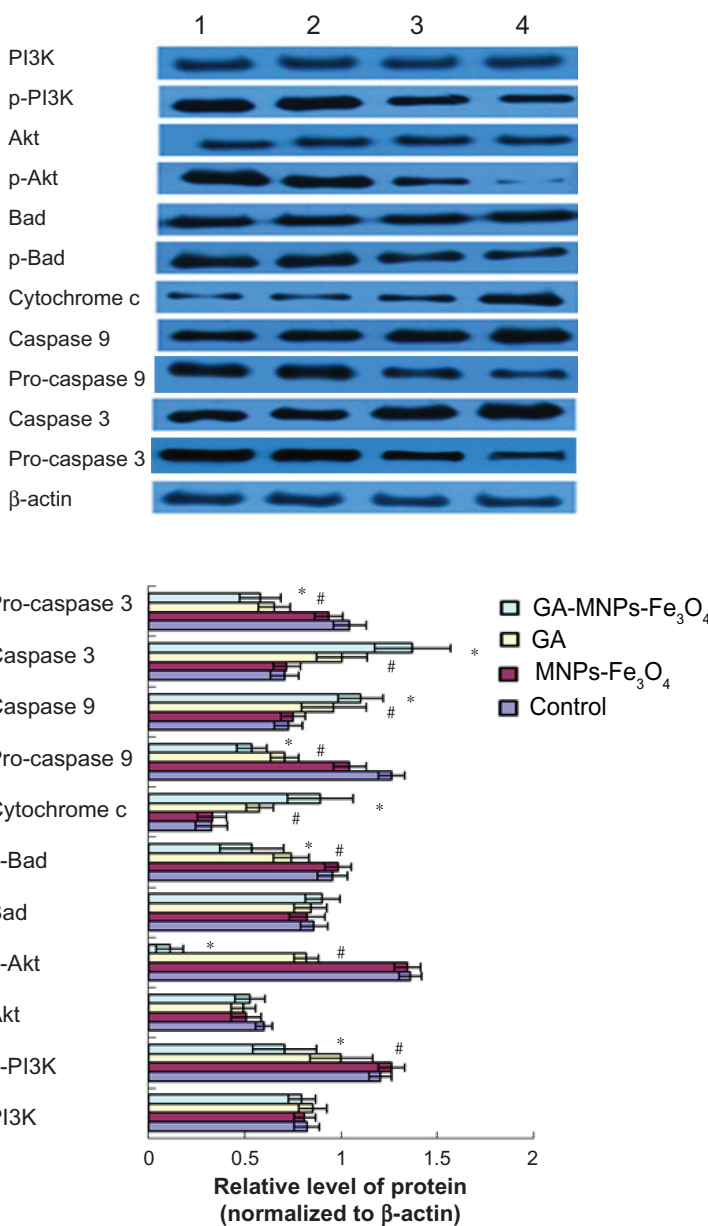 1 2 3 4
PI3K
p-PI3K
Akt
p-Akt
Bad
p-Bad
Cytochrome c
Caspase 9
Pro-caspase 9
Caspase 3
Pro-caspase 3
β-actin
Pro-caspase 3 * #
Caspase 3 * #
Caspase 9 * #
Pro-caspase 9 * #
Cytochrome c * #
-Bad * #
Bad
-Akt * #
Akt
-PI3K * #
PI3K
GA-MNPs-Fe₃O₄
GA
MNPs-Fe₃O₄
Control
0 0.5 1 1.5 2
Relative level of protein
(normalized to β-actin)